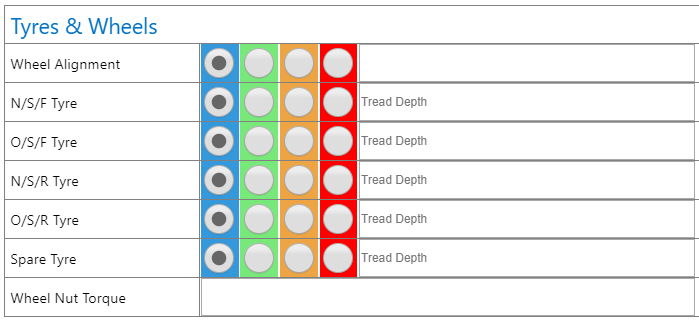 Tyres & Wheels
Wheel Alignment
N/S/F Tyre
Tread Depth
O/S/F Tyre
Tread Depth
N/S/R Tyre
Tread Depth
O/S/R Tyre
Tread Depth
Spare Tyre
Tread Depth
Wheel Nut Torque